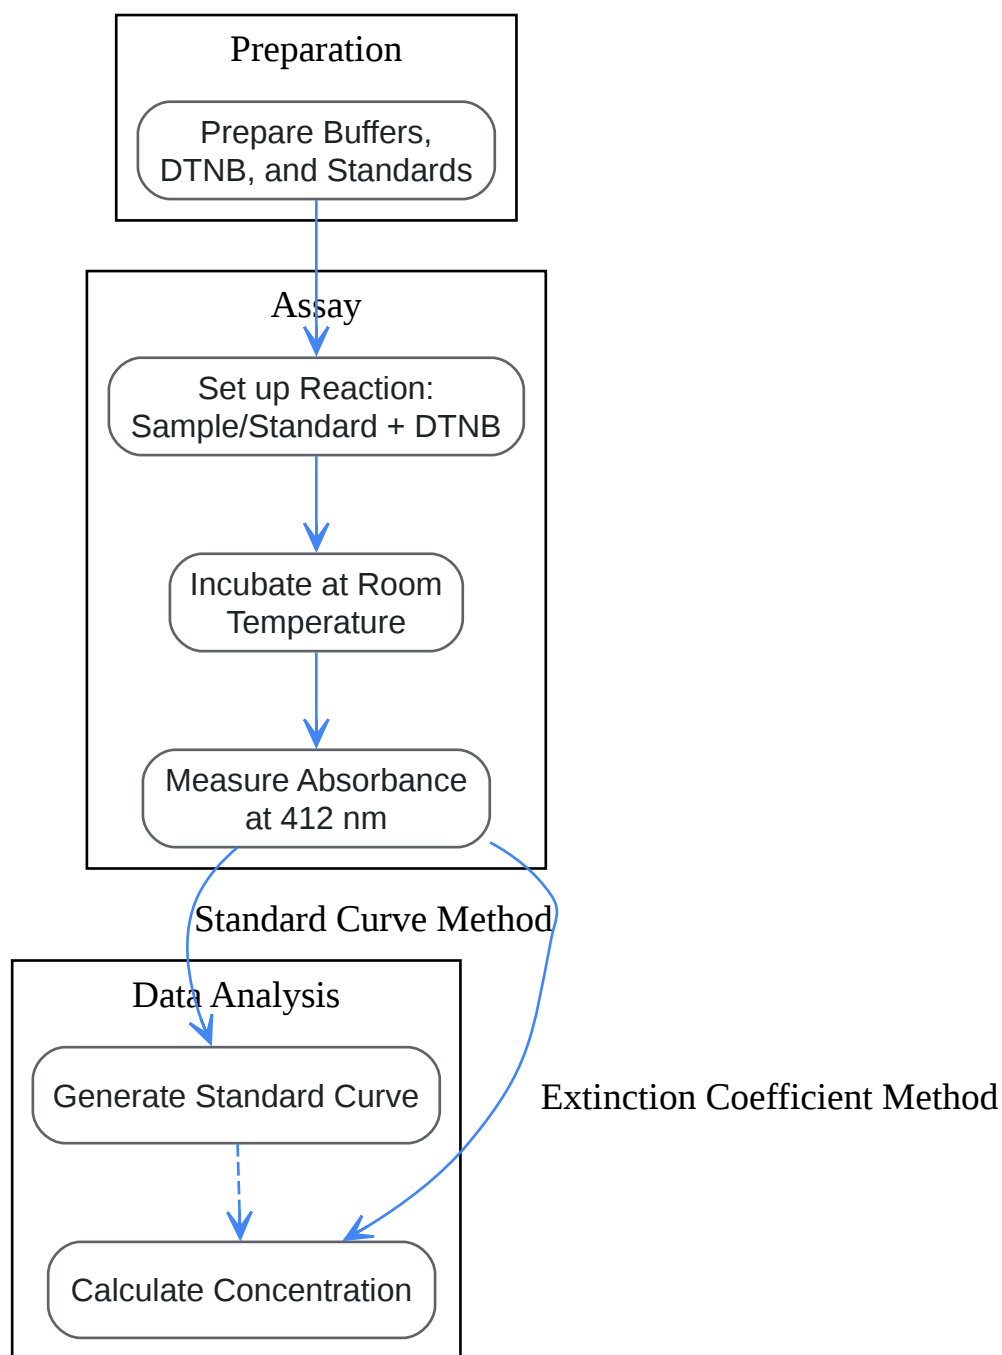 Preparation
Prepare Buffers,
DTNB, and Standards
Assay
Set up Reaction:
Sample/Standard + DTNB
Incubate at Room
Temperature
Measure Absorbance
at 412 nm
Standard Curve Method
Data Analysis
Generate Standard Curve
Extinction Coefficient Method
Calculate Concentration